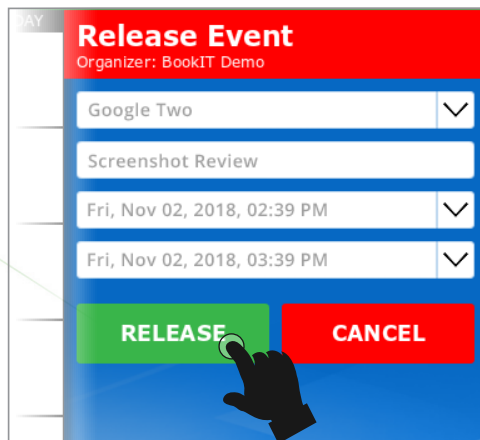 DAY
Release Event
Organizer: BookIT Demo
Google Two
Screenshot Review
Fri, Nov 02, 2018, 02:39 PM
Fri, Nov 02, 2018, 03:39 PM
RELEASE
CANCEL